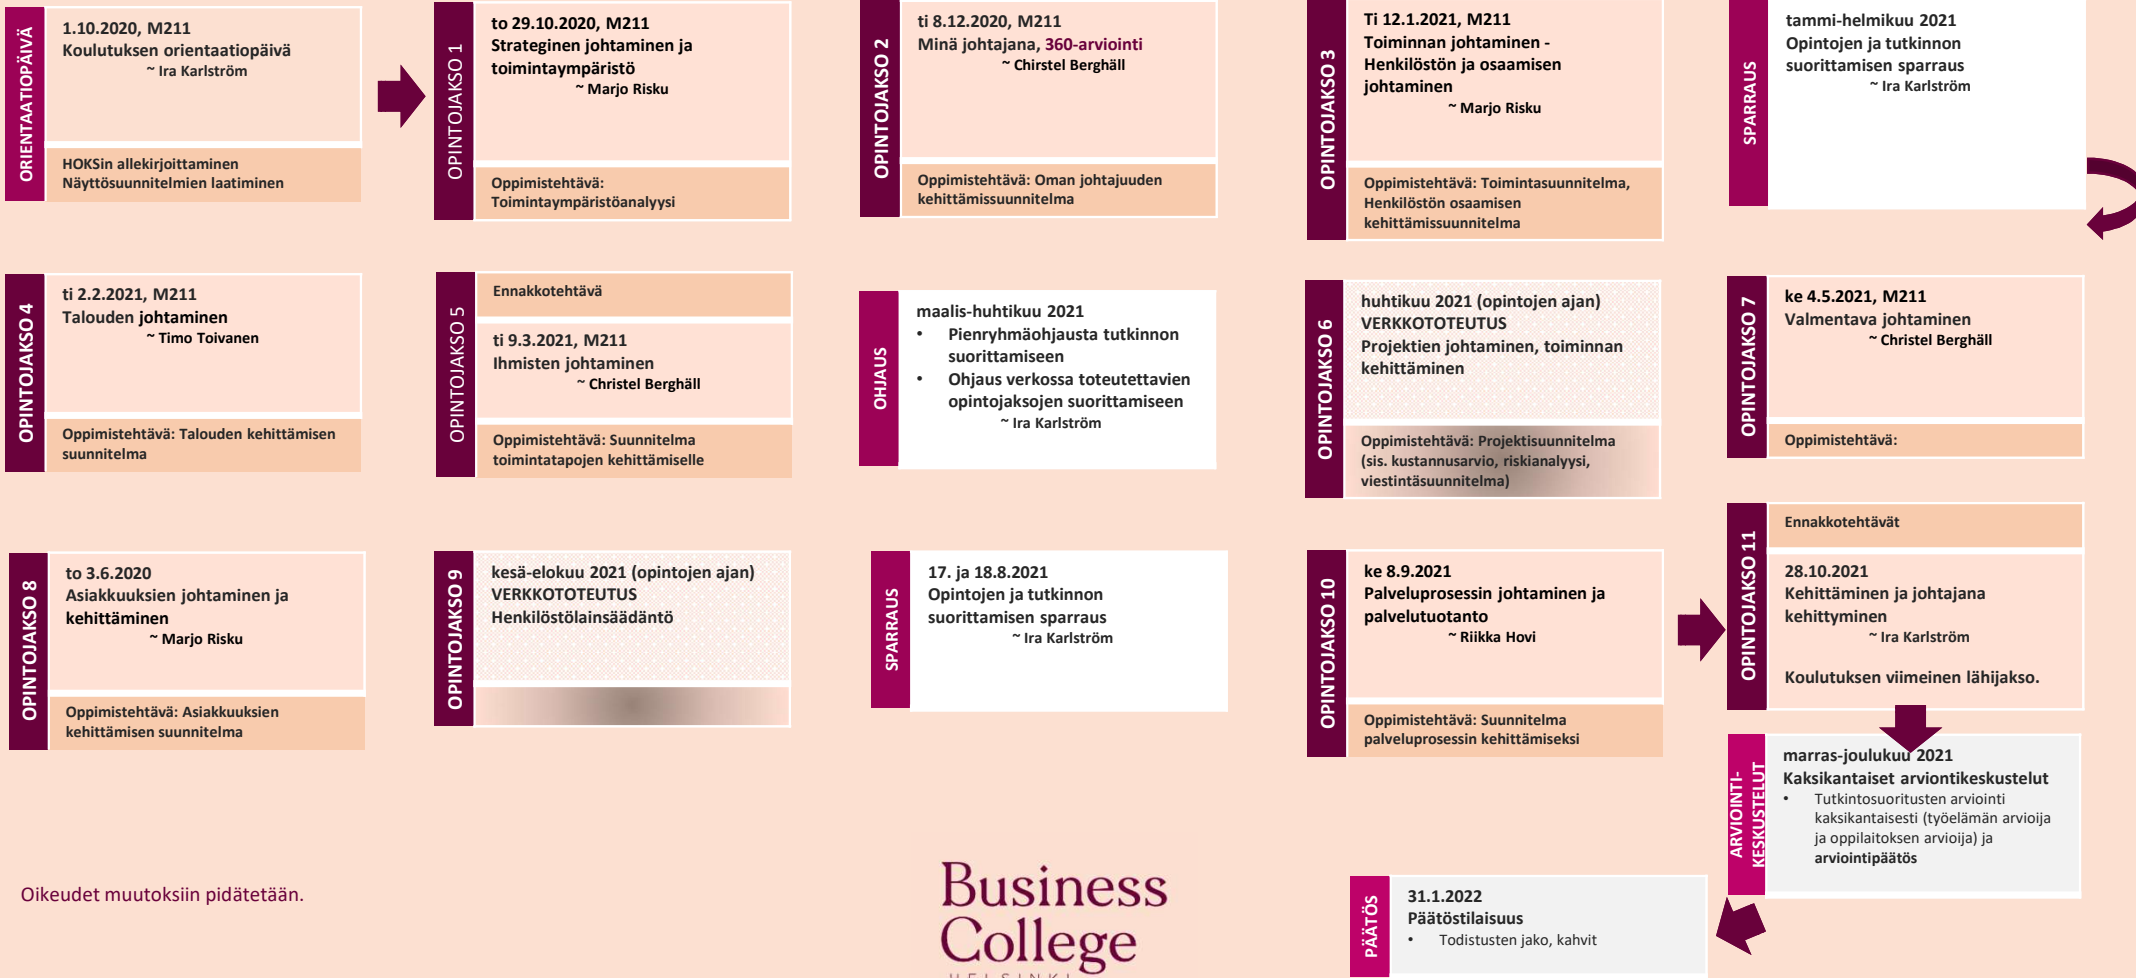 ORIENTAATIOPÄIVÄ
1.10.2020, M211
Koulutuksen orientaatiopäivä
~ Ira Karlström
HOKSin allekirjoittaminen
Näyttösuunnitelmien laatiminen
OPINTOJAKSO 1
to 29.10.2020, M211
Strateginen johtaminen ja
toimintaympäristö
~ Marjo Risku
Oppimistehtävä:
Toimintaympäristöanalyysi
OPINTOJAKSO 2
ti 8.12.2020, M211
Minä johtajana, 360-arviointi
~ Chirstel Berghäll
Oppimistehtävä: Oman johtajuuden
kehittämissuunnitelma
OPINTOJAKSO 3
Ti 12.1.2021, M211
Toiminnan johtaminen -
Henkilöstön ja osaamisen
johtaminen
~ Marjo Risku
Oppimistehtävä: Toimintasuunnitelma,
Henkilöstön osaamisen
kehittämissuunnitelma
SPARRAUS
tammi-helmikuu 2021
Opintojen ja tutkinnon
suorittamisen sparraus
~ Ira Karlström
OPINTOJAKSO 4
ti 2.2.2021, M211
Talouden johtaminen
~ Timo Toivanen
Oppimistehtävä: Talouden kehittämisen
suunnitelma
OPINTOJAKSO 5
Ennakkotehtävä
ti 9.3.2021, M211
Ihmisten johtaminen
~ Christel Berghäll
Oppimistehtävä: Suunnitelma
toimintatapojen kehittämiselle
OHJAUS
maalis-huhtikuu 2021
• Pienryhmäohjausta tutkinnon
suorittamiseen
• Ohjaus verkossa toteutettavien
opintojaksojen suorittamiseen
~ Ira Karlström
OPINTOJAKSO 6
huhtikuu 2021 (opintojen ajan)
VERKKOTOTEUTUS
Projektien johtaminen, toiminnan
kehittäminen
Oppimistehtävä: Projektisuunnitelma
(sis. kustannusarvio, riskianalyysi,
viestintäsuunnitelma)
OPINTOJAKSO 7
ke 4.5.2021, M211
Valmentava johtaminen
~ Christel Berghäll
Oppimistehtävä:
OPINTOJAKSO 8
to 3.6.2020
Asiakkuuksien johtaminen ja
kehittäminen
~ Marjo Risku
Oppimistehtävä: Asiakkuuksien
kehittämisen suunnitelma
OPINTOJAKSO 9
kesä-elokuu 2021 (opintojen ajan)
VERKKOTOTEUTUS
Henkilöstölainsäädäntö
SPARRAUS
17. ja 18.8.2021
Opintojen ja tutkinnon
suorittamisen sparraus
~ Ira Karlström
OPINTOJAKSO 10
ke 8.9.2021
Palveluprosessin johtaminen ja
palvelutuotanto
~ Riikka Hovi
Oppimistehtävä: Suunnitelma
palveluprosessin kehittämiseksi
OPINTOJAKSO 11
Ennakkotehtävät
28.10.2021
Kehittäminen ja johtajana
kehittyminen
~ Ira Karlström
Koulutuksen viimeinen lähijakso.
ARVIOINTI-
KESKUSTELUT
marras-joulukuu 2021
Kaksikantaiset arviontikeskustelut
• Tutkintosuoritusten arviointi
kaksikantaisesti (työelämän arvioija
ja oppilaitoksen arvioija) ja
arviointipäätös
PÄÄTÖS
31.1.2022
Päätöstilaisuus
• Todistusten jako, kahvit
Oikeudet muutoksiin pidätetään.
Business
College
HELSINKI